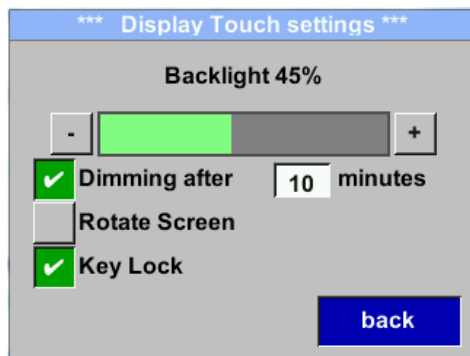 *** Display Touch settings ***
Backlight 45%
- +
Dimming after 10 minutes
Rotate Screen
Key Lock
back